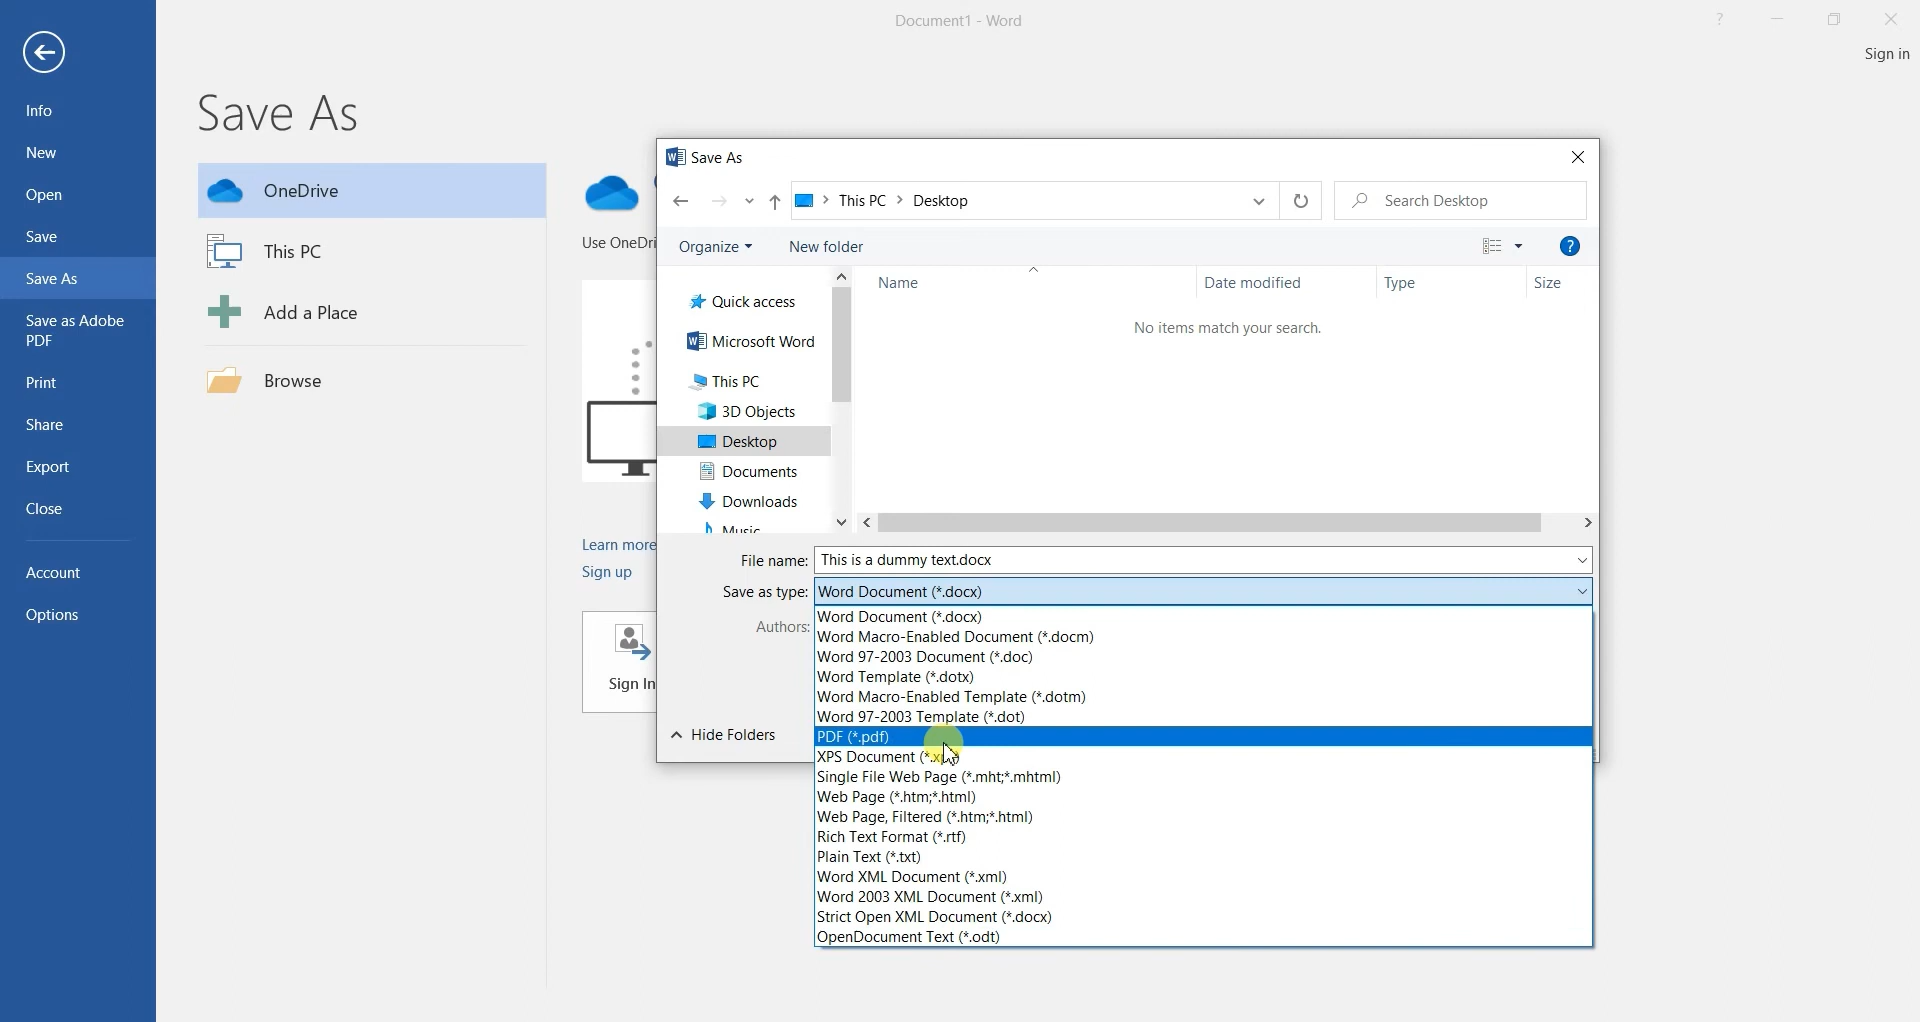 Document1 - Word
?
Sign in
Info
New
Open
Save
Save As
Save as Adobe
PDF
Print
Share
Export
Close
Account
Options
Save As
OneDrive
This PC
Add a Place
Browse
Use OneDri
Learn more
Sign up
Sign In
Save As
This PC > Desktop
Search Desktop
Organize
New folder
?
Name
Date modified
Type
Size
No items match your search.
Quick access
Microsoft Word
This PC
3D Objects
Desktop
Documents
Downloads
Music
File name: This is a dummy text.docx
Save as type: Word Document (*.docx)
Authors:
Word Document (*.docx)
Word Macro-Enabled Document (*.docm)
Word 97-2003 Document (*.doc)
Word Template (*.dotx)
Word Macro-Enabled Template (*.dotm)
Word 97-2003 Template (*.dot)
PDF (*.pdf)
XPS Document (*.xps)
Single File Web Page (*.mht;*.mhtml)
Web Page (*.htm;*.html)
Web Page, Filtered (*.htm;*.html)
Rich Text Format (*.rtf)
Plain Text (*.txt)
Word XML Document (*.xml)
Word 2003 XML Document (*.xml)
Strict Open XML Document (*.docx)
OpenDocument Text (*.odt)
Hide Folders